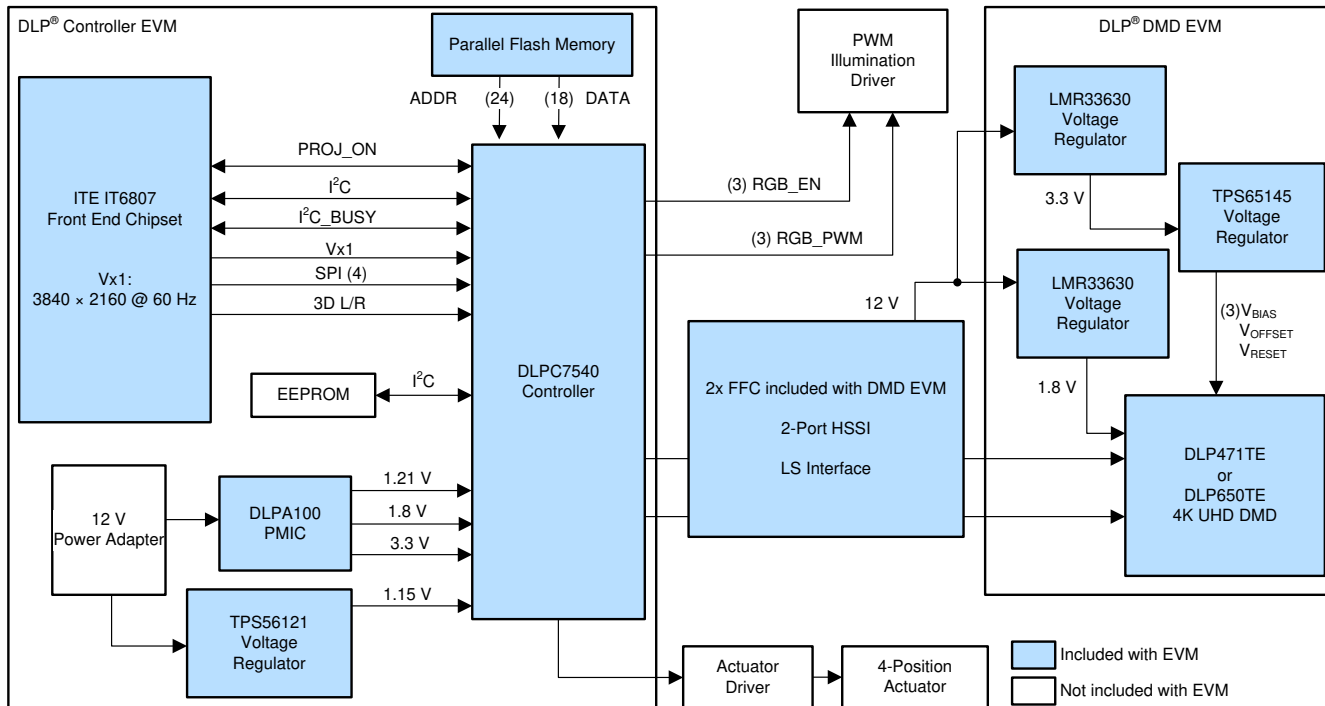 DLP® Controller EVM
Parallel Flash Memory
ADDR (24) (18) DATA
ITE IT6807
Front End Chipset
Vx1:
3840 × 2160 @ 60 Hz
PROJ_ON
I²C
I²C_BUSY
Vx1
SPI (4)
3D L/R
EEPROM
I²C
DLPC7540
Controller
12 V
Power Adapter
DLPA100
PMIC
1.21 V
1.8 V
3.3 V
TPS56121
Voltage
Regulator
1.15 V
PWM
Illumination
Driver
(3) RGB_EN
(3) RGB_PWM
12 V
2x FFC included with DMD EVM
2-Port HSSI
LS Interface
Actuator
Driver
4-Position
Actuator
DLP® DMD EVM
LMR33630
Voltage
Regulator
3.3 V
TPS65145
Voltage
Regulator
LMR33630
Voltage
Regulator
(3)VBIAS
VOFFSET
VRESET
1.8 V
DLP471TE
or
DLP650TE
4K UHD DMD
Included with EVM
Not included with EVM